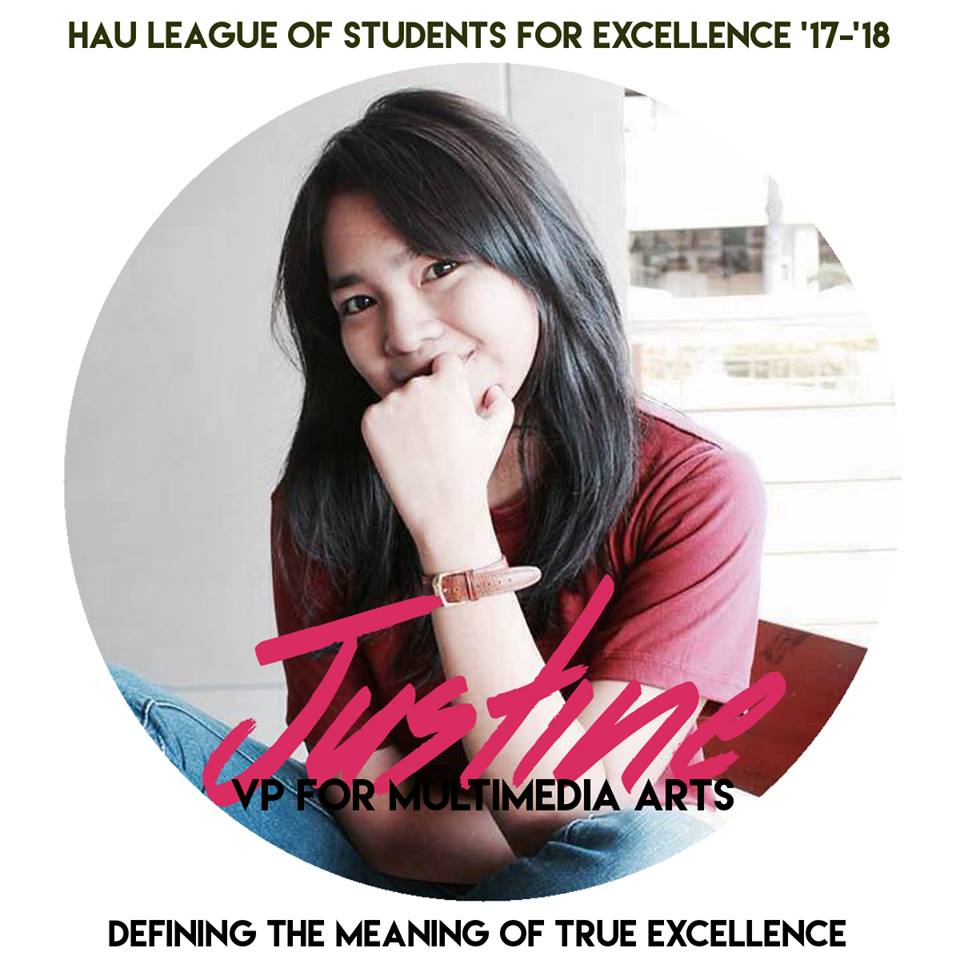 HAU LEAGUE OF STUDENTS FOR EXCELLENCE '17-'18
Justine
VP FOR MULTIMEDIA ARTS
DEFINING THE MEANING OF TRUE EXCELLENCE